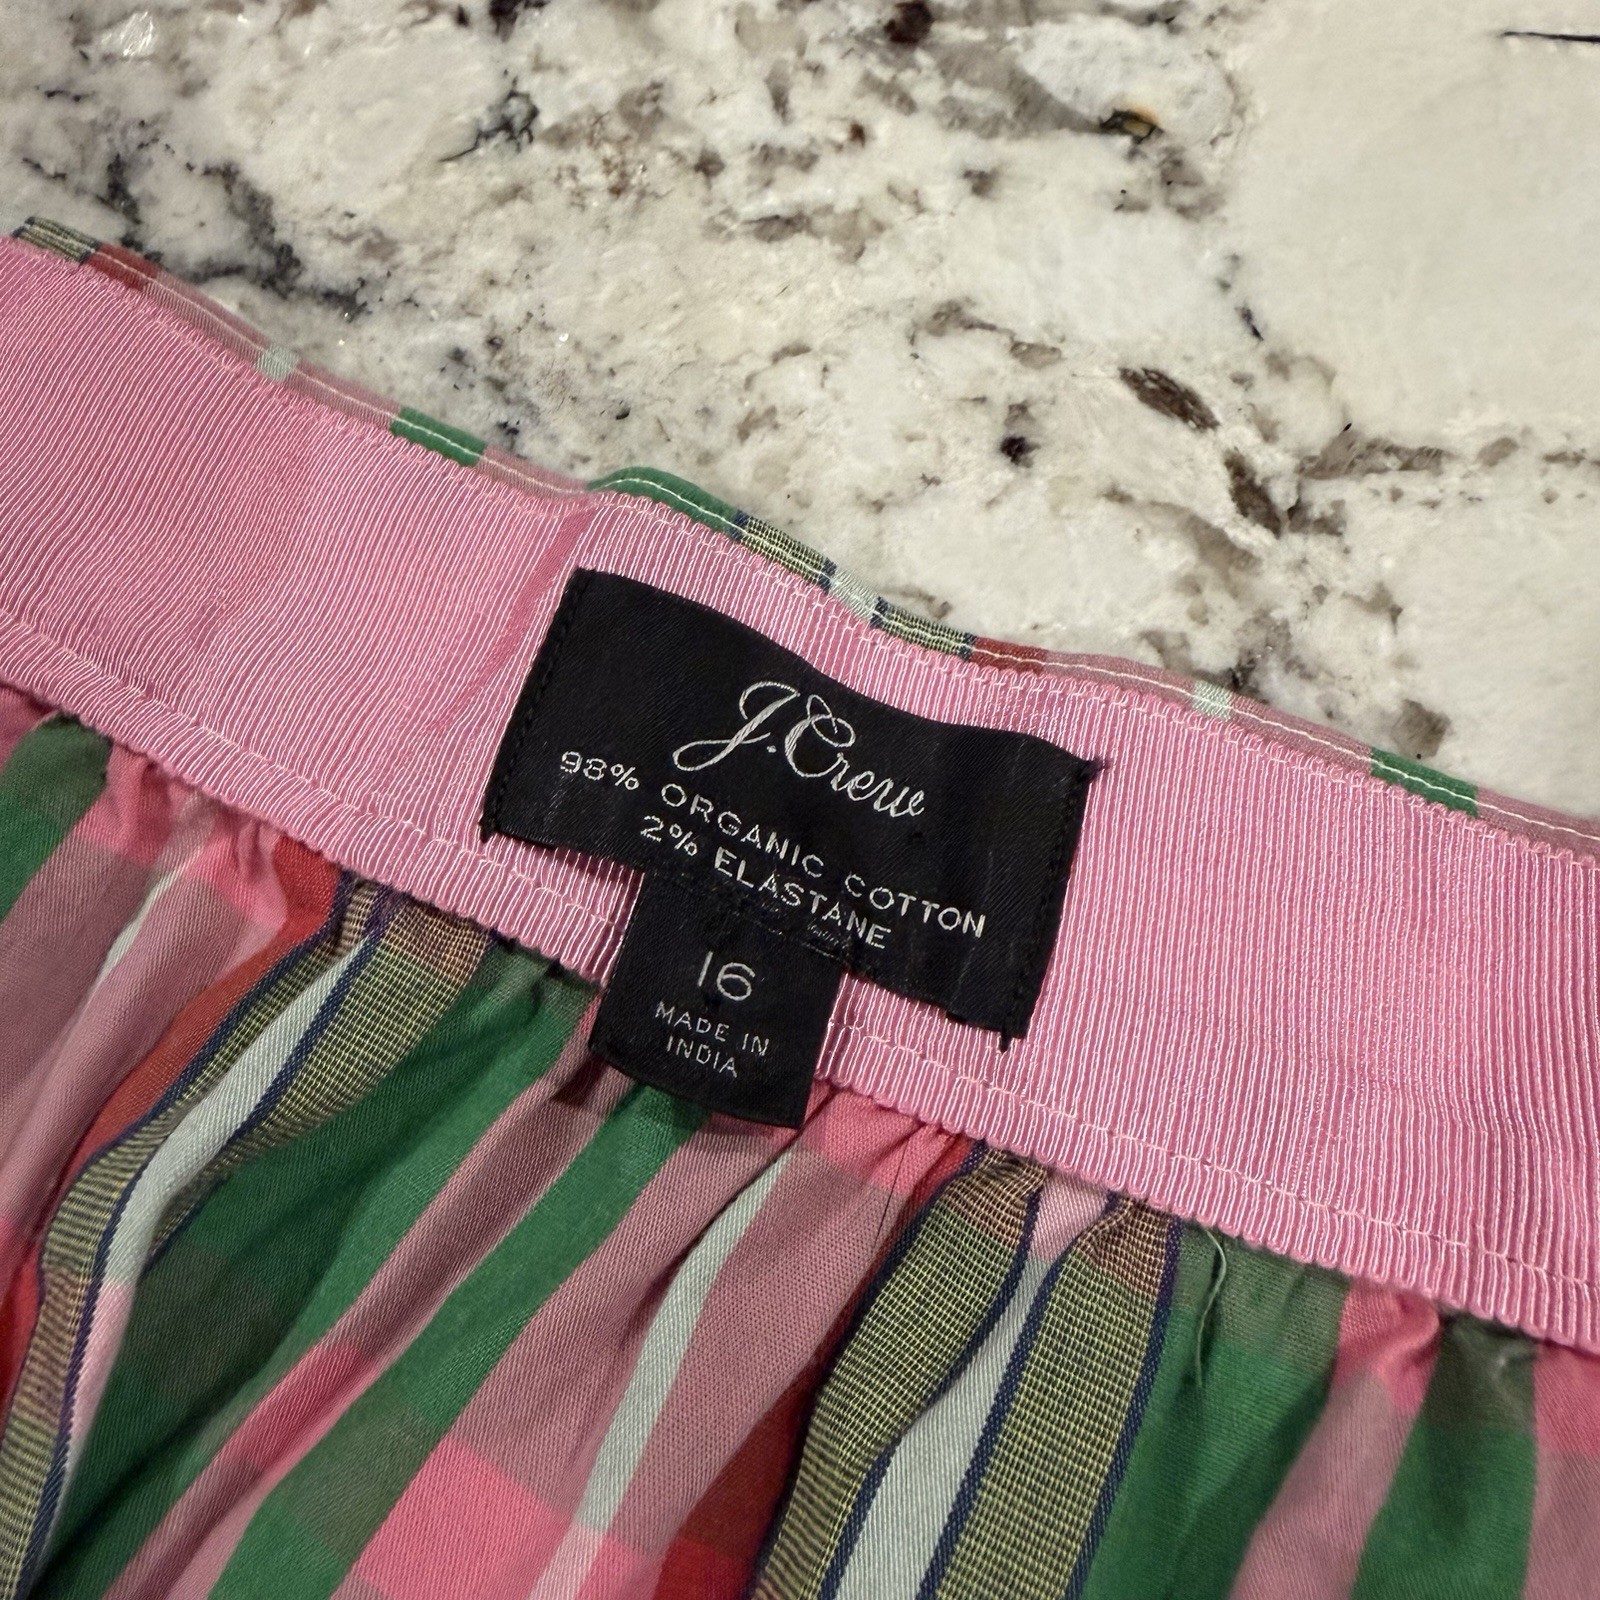 J.Crew
98% ORGANIC COTTON
2% ELASTANE
16
MADE IN
INDIA